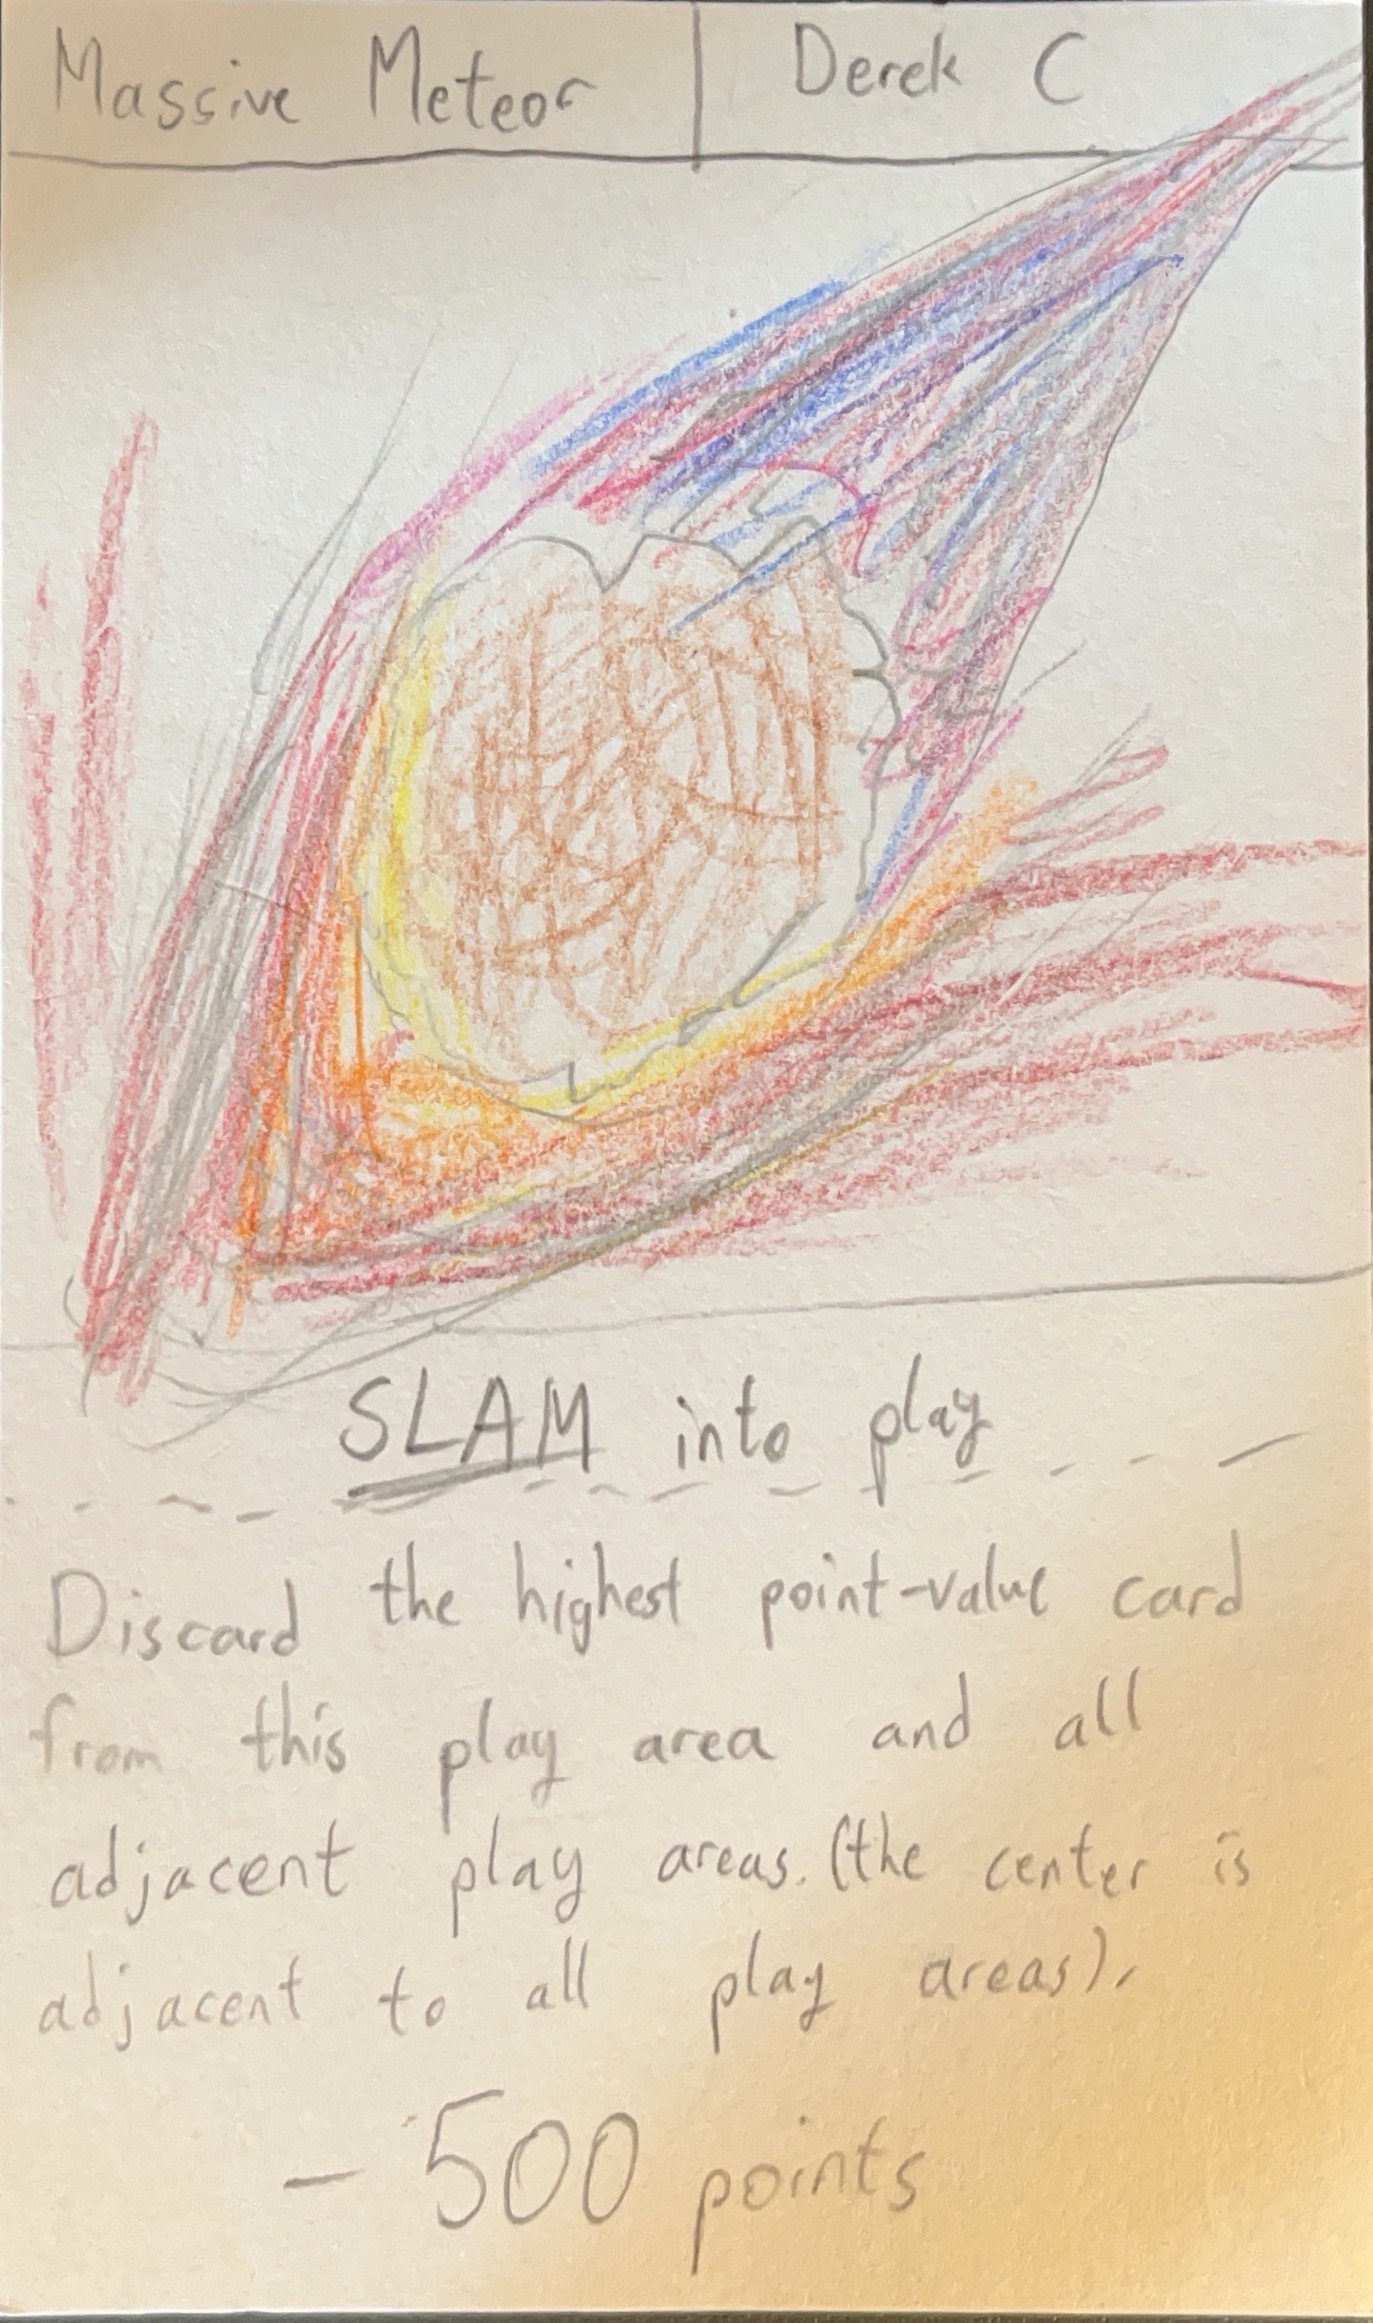 Massive Meteor | Derek C
SLAM into play
Discard the highest point-value card
from this play area and all
adjacent play areas. (the center is
adjacent to all play areas).
- 500 points